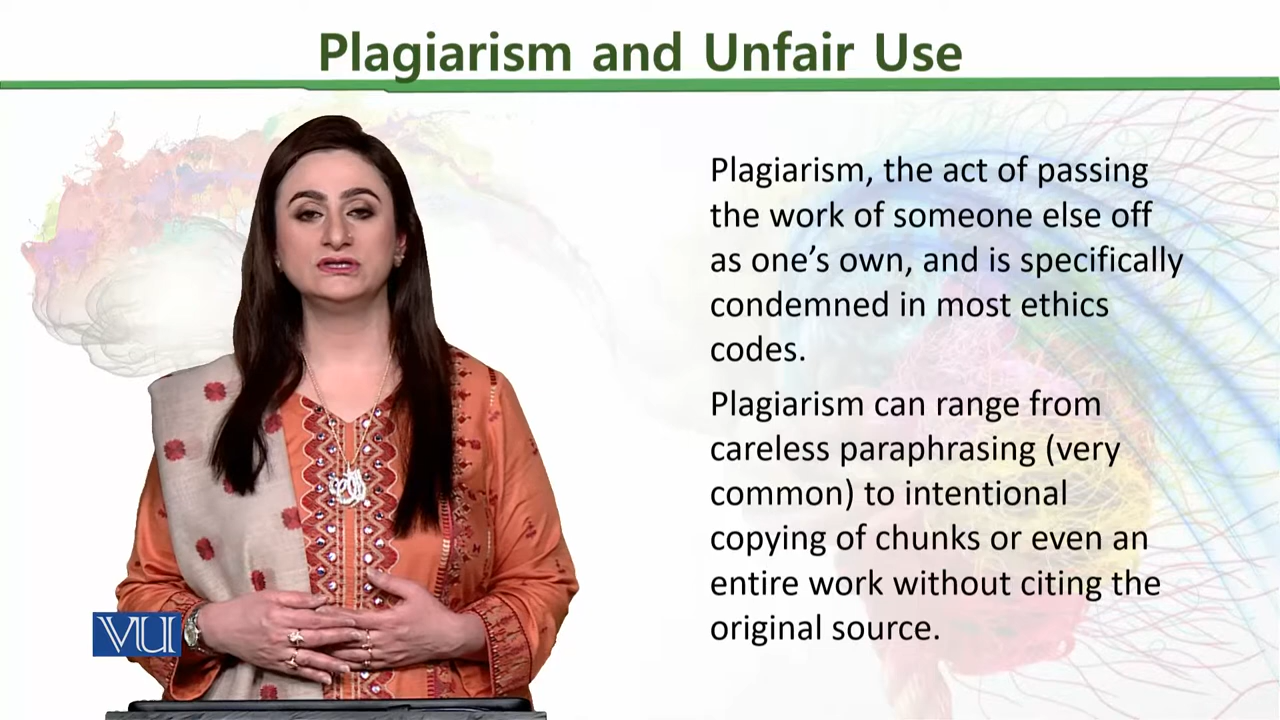 Plagiarism and Unfair Use
Plagiarism, the act of passing
the work of someone else off
as one’s own, and is specifically
condemned in most ethics
codes.
Plagiarism can range from
careless paraphrasing (very
common) to intentional
copying of chunks or even an
entire work without citing the
original source.
VU